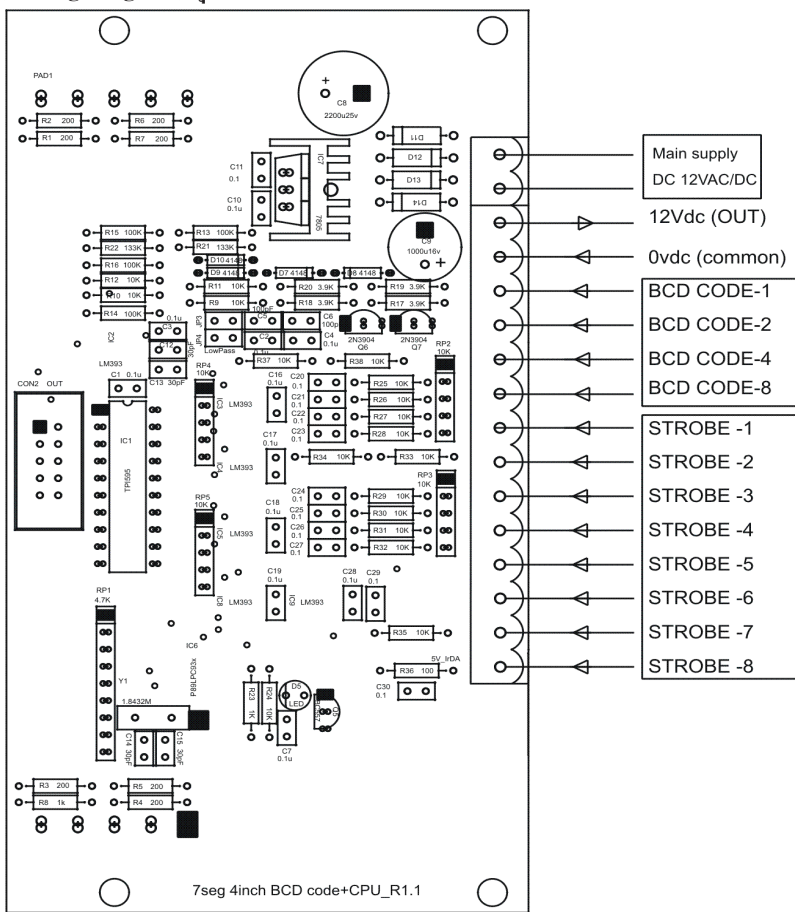 PAD1
R2 200
R6 200
R1 200
R7 200
+
C8
2200u25v
C11
0.1
C10
0.1u
IC7
7805
D11
D12
D13
D14
C9
1000u16v
+
R15 100K
R13 100K
R22 133K
R21 133K
R16 100K
D10 4148
R12 10K
D9 4148
D7 4148
D8 4148
R10 10K
R11 10K
R20 3.9K
R19 3.9K
R14 100K
R9 10K
R18 3.9K
R17 3.9K
0.1u
C3
C12
30pF
IC2
LM393
C1 0.1u
C13 30pF
JP3
JP4
LowPass
100pF
C5
C2
0.1u
C6
100p
C4
0.1u
2N3904
Q6
2N3904
Q7
RP2
10K
R37 10K
R38 10K
RP4
10K
IC3
LM393
IC4
LM393
C16
0.1u
C17
0.1u
C20
0.1
C21
0.1
C22
0.1
C23
0.1
R25 10K
R26 10K
R27 10K
R28 10K
R34 10K
R33 10K
RP3
10K
CON2 OUT
IC1
TPI595
RP5
10K
IC5
LM393
IC8
LM393
C18
0.1u
C19
0.1u
IC9
LM393
C24
0.1
C25
0.1
C26
0.1
C27
0.1
R29 10K
R30 10K
R31 10K
R32 10K
C28
0.1u
C29
0.1
RP1
4.7K
IC6
P89LPC93x
Y1
1.8432M
C14 30pF
C15 30pF
R35 10K
5V_IrDA
R36 100
C30
0.1
R23 1K
R24 10K
D5
LED
C7
0.1u
R3 200
R5 200
R8 1k
R4 200
7seg 4inch BCD code+CPU_R1.1
Main supply
DC 12VAC/DC
12Vdc (OUT)
0vdc (common)
BCD CODE-1
BCD CODE-2
BCD CODE-4
BCD CODE-8
STROBE -1
STROBE -2
STROBE -3
STROBE -4
STROBE -5
STROBE -6
STROBE -7
STROBE -8